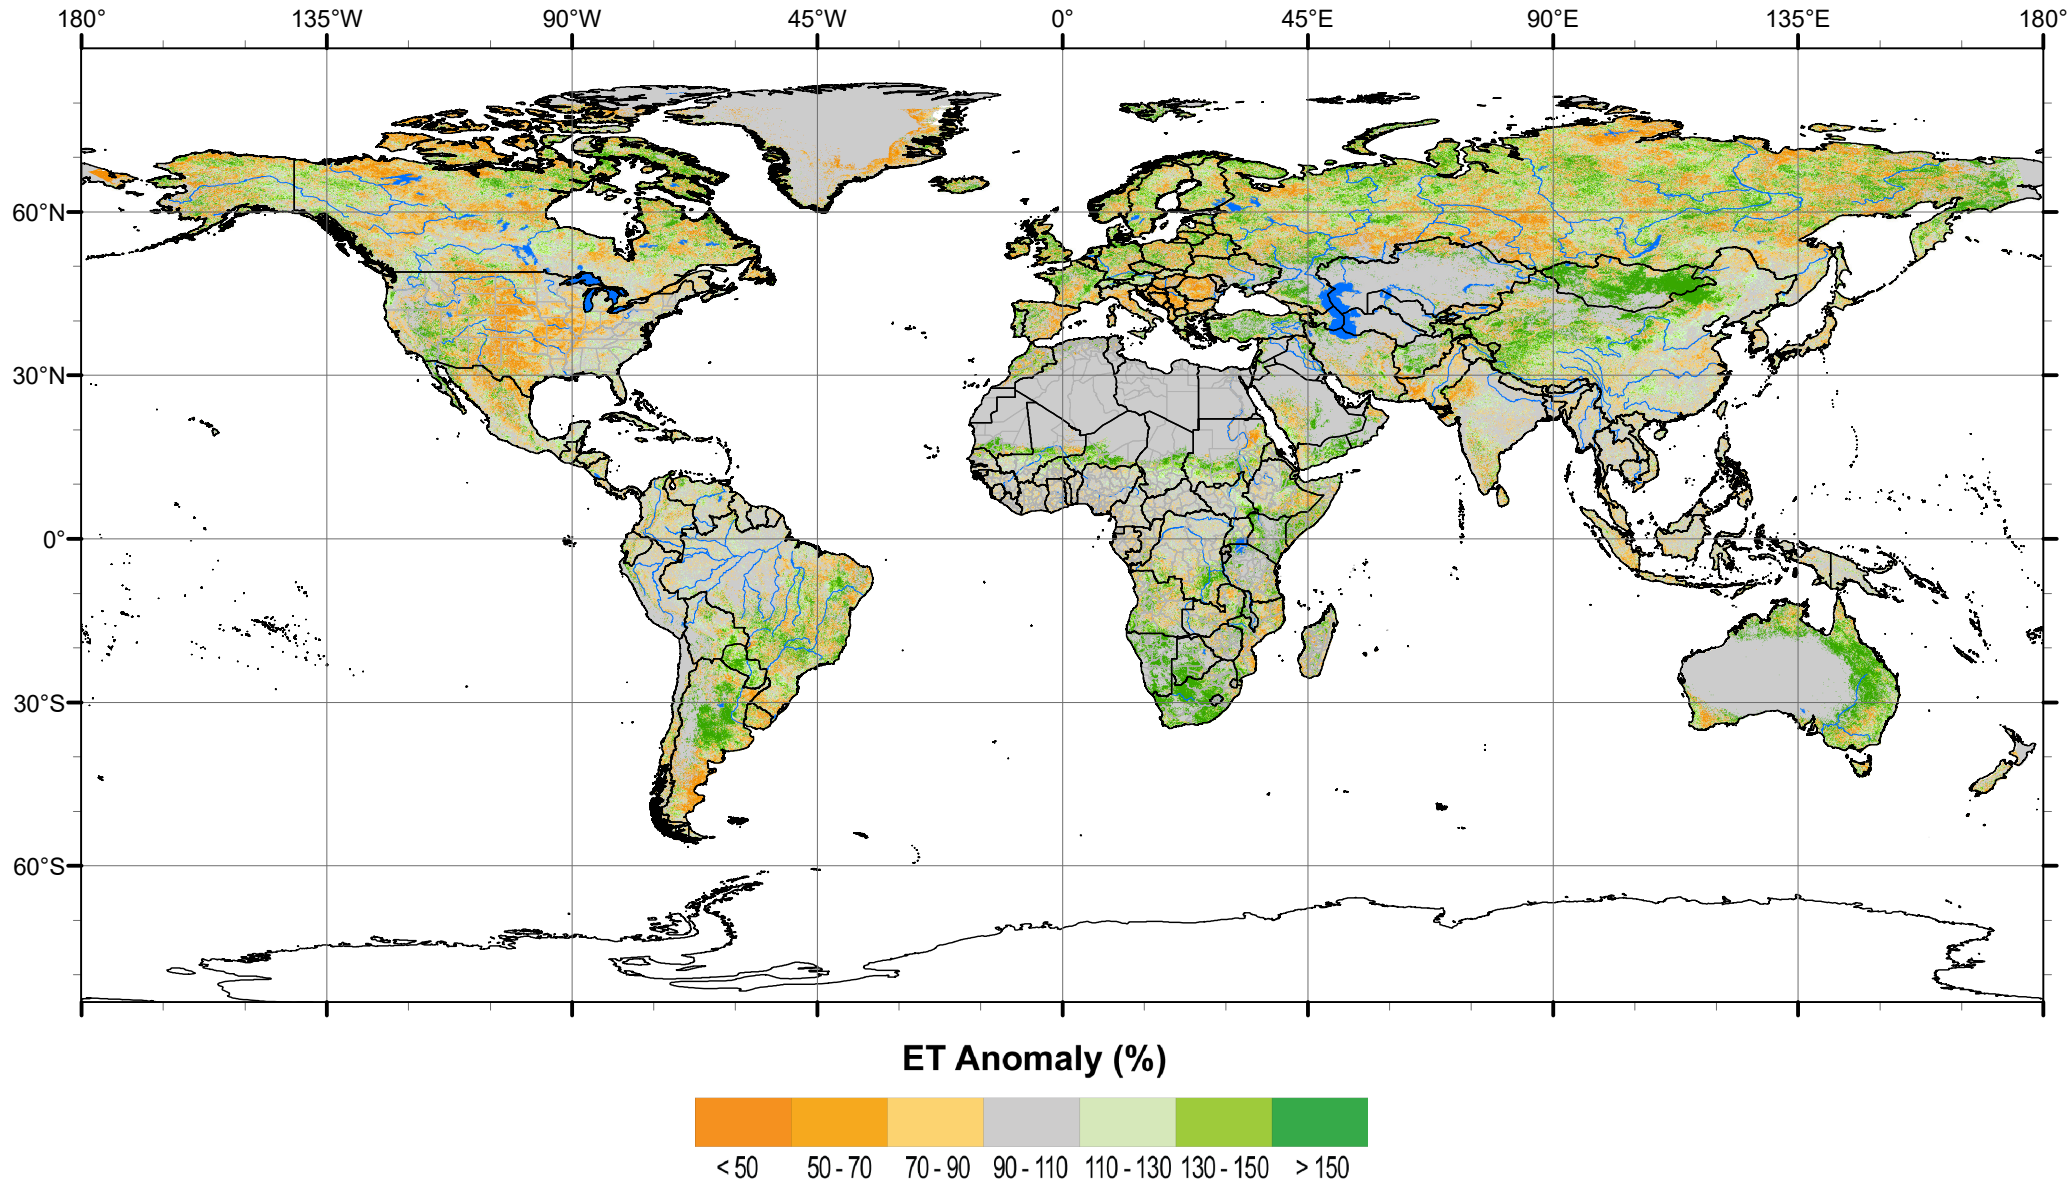 180° 135°W 90°W 45°W 0° 45°E 90°E 135°E 180°
60°N
30°N
0°
30°S
60°S
ET Anomaly (%)
< 50 50 - 70 70 - 90 90 - 110 110 - 130 130 - 150 > 150